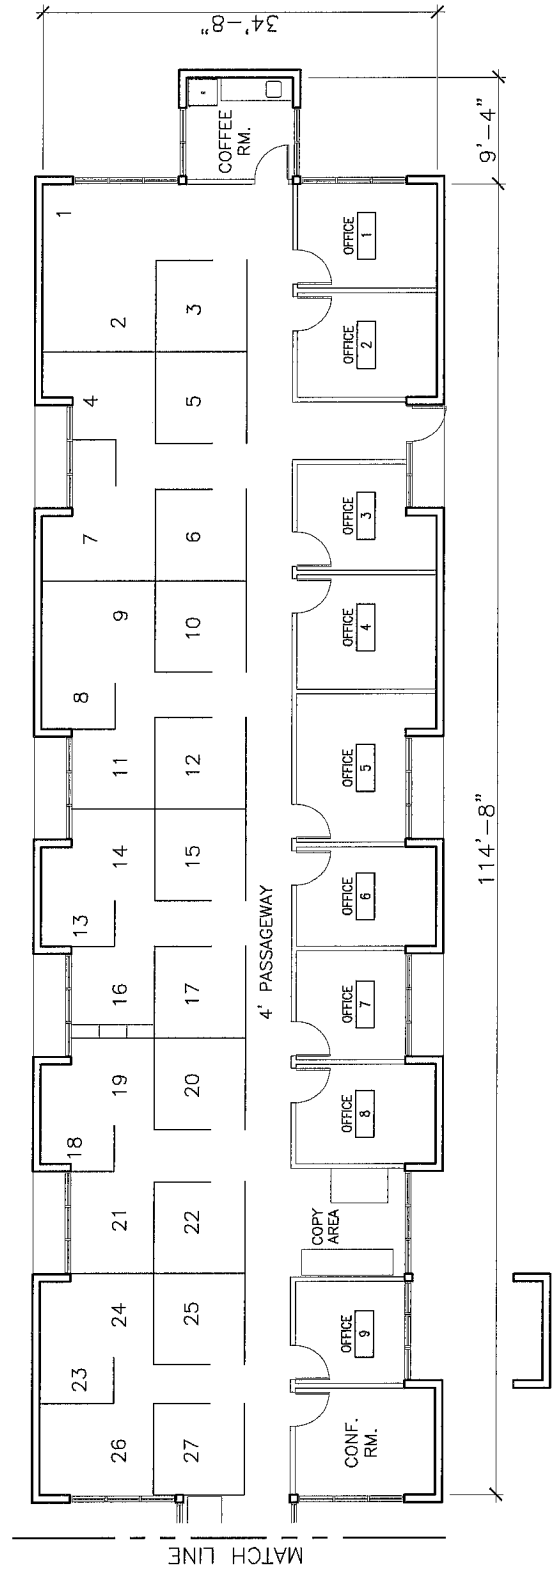 34'-8"
9'-4"
114'-8"
COFFEE
RM.
1
2
3
4
5
6
7
8
9
10
11
12
13
14
15
16
17
18
19
20
21
22
23
24
25
26
27
4' PASSAGEWAY
OFFICE
1
OFFICE
2
OFFICE
3
OFFICE
4
OFFICE
5
OFFICE
6
OFFICE
7
OFFICE
8
COPY
AREA
OFFICE
9
CONF.
RM.
MATCH LINE